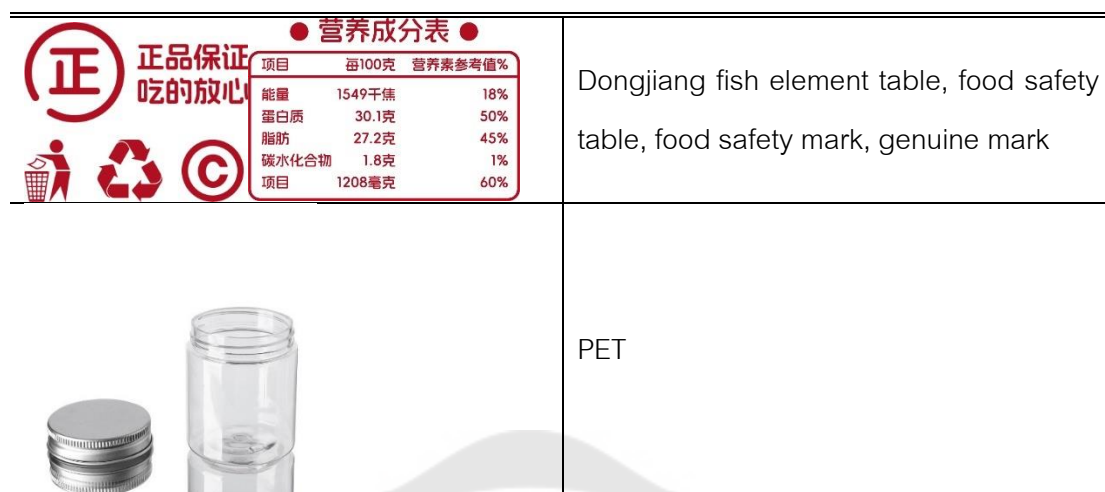 正
正品保证
吃的放心
● 营养成分表 ●
项目 每100克 营养素参考值%
能量 1549千焦 18%
蛋白质 30.1克 50%
脂肪 27.2克 45%
碳水化合物 1.8克 1%
项目 1208毫克 60%
©
Dongjiang fish element table, food safety
table, food safety mark, genuine mark
PET